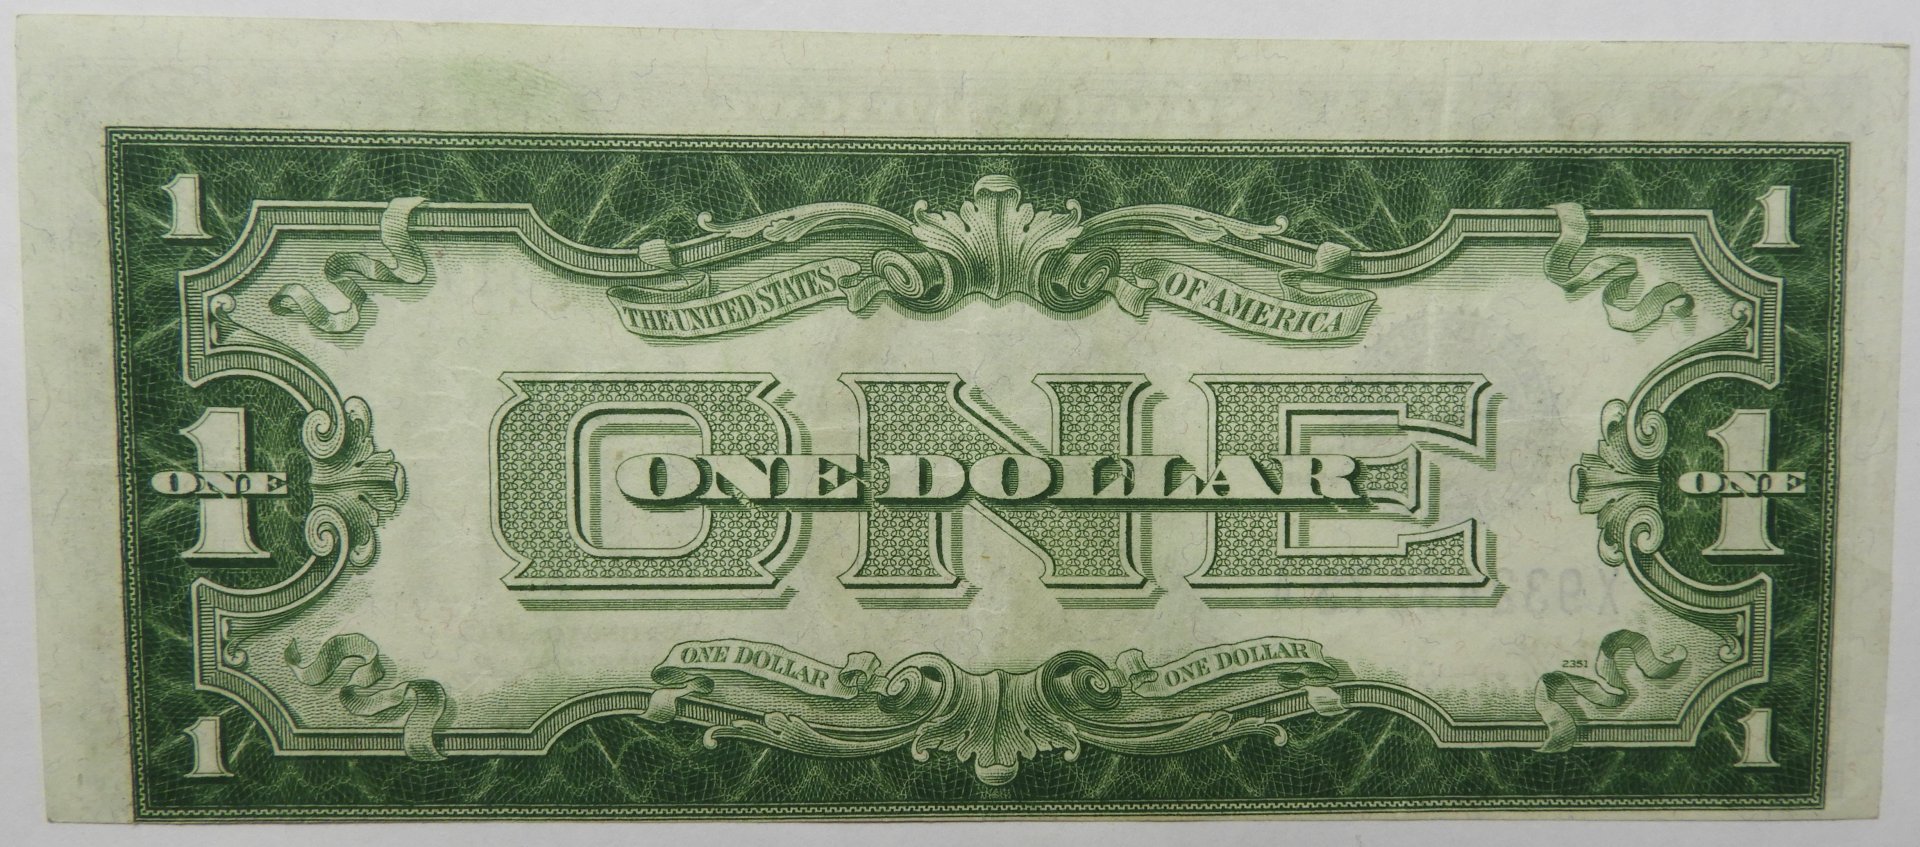 1 1
THE UNITED STATES OF AMERICA
ONE
ONE DOLLAR
1 ONE 1 ONE
ONE DOLLAR ONE DOLLAR
2351
1 1